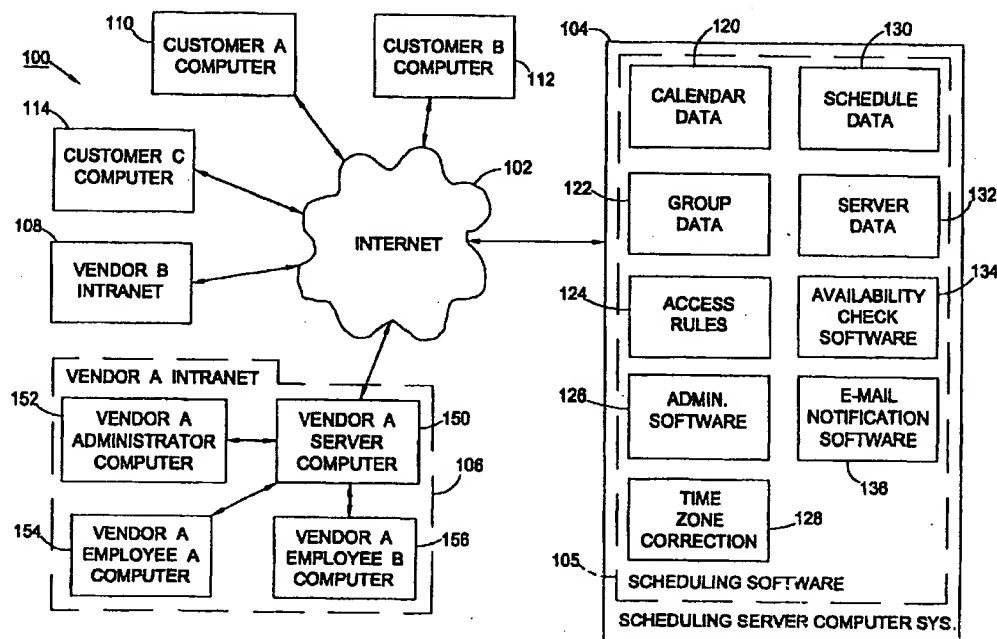 100
110
CUSTOMER A
COMPUTER
CUSTOMER B
COMPUTER
112
114
CUSTOMER C
COMPUTER
102
INTERNET
108
VENDOR B
INTRANET
VENDOR A INTRANET
152
VENDOR A
ADMINISTRATOR
COMPUTER
VENDOR A
SERVER
COMPUTER
150
106
154
VENDOR A
EMPLOYEE A
COMPUTER
VENDOR A
EMPLOYEE B
COMPUTER
156
104
120
130
CALENDAR
DATA
SCHEDULE
DATA
122
GROUP
DATA
SERVER
DATA
132
124
ACCESS
RULES
AVAILABILITY
CHECK
SOFTWARE
134
126
ADMIN.
SOFTWARE
E-MAIL
NOTIFICATION
SOFTWARE
136
TIME
ZONE
CORRECTION
128
105
SCHEDULING SOFTWARE
SCHEDULING SERVER COMPUTER SYS.